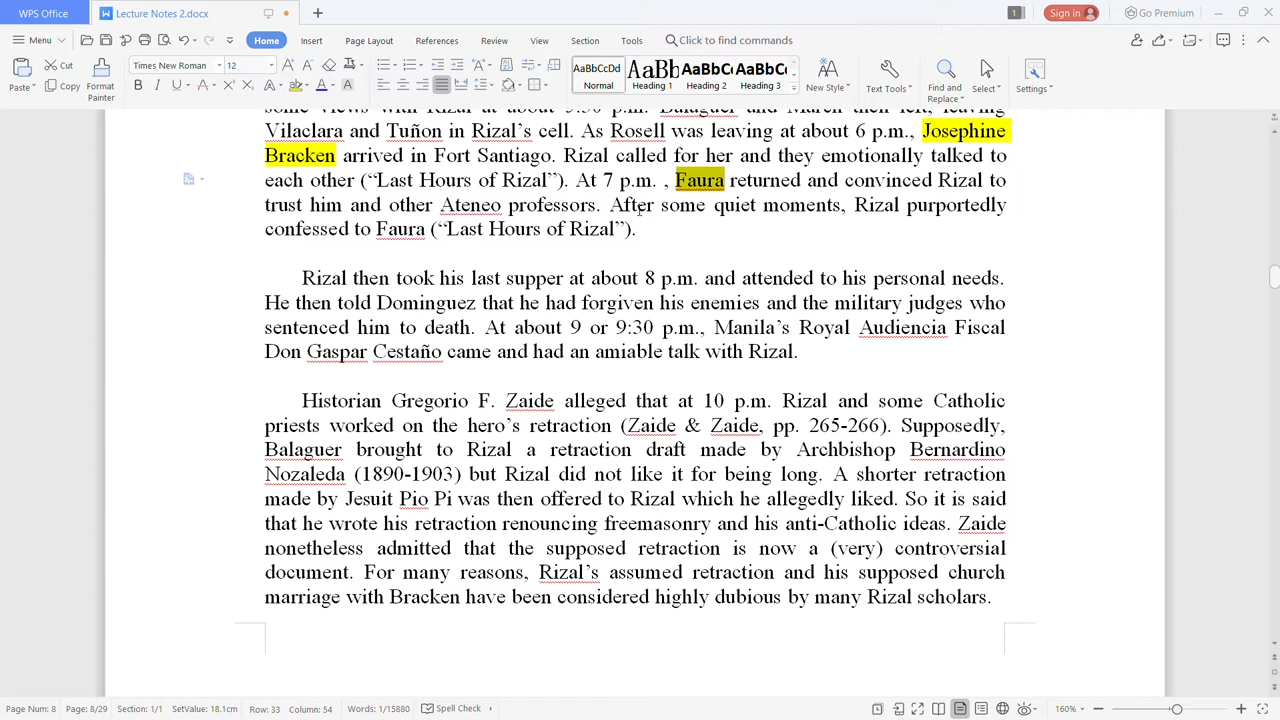 WPS Office
Lecture Notes 2.docx
1
Sign in
Go Premium
Menu
Home
Insert
Page Layout
References
Review
View
Section
Tools
Click to find commands
Paste
Cut
Copy
Format Painter
Times New Roman
12
AaBbCcDd
Normal
AaBb
Heading 1
AaBbC
Heading 2
AaBbC
Heading 3
New Style
Text Tools
Find and Replace
Select
Settings
Vilaclara and Tuñon in Rizal’s cell. As Rosell was leaving at about 6 p.m., Josephine
Bracken arrived in Fort Santiago. Rizal called for her and they emotionally talked to
each other (“Last Hours of Rizal”). At 7 p.m. , Faura returned and convinced Rizal to
trust him and other Ateneo professors. After some quiet moments, Rizal purportedly
confessed to Faura (“Last Hours of Rizal”).
Rizal then took his last supper at about 8 p.m. and attended to his personal needs.
He then told Dominguez that he had forgiven his enemies and the military judges who
sentenced him to death. At about 9 or 9:30 p.m., Manila’s Royal Audiencia Fiscal
Don Gaspar Cestaño came and had an amiable talk with Rizal.
Historian Gregorio F. Zaide alleged that at 10 p.m. Rizal and some Catholic
priests worked on the hero’s retraction (Zaide & Zaide, pp. 265-266). Supposedly,
Balaguer brought to Rizal a retraction draft made by Archbishop Bernardino
Nozaleda (1890-1903) but Rizal did not like it for being long. A shorter retraction
made by Jesuit Pio Pi was then offered to Rizal which he allegedly liked. So it is said
that he wrote his retraction renouncing freemasonry and his anti-Catholic ideas. Zaide
nonetheless admitted that the supposed retraction is now a (very) controversial
document. For many reasons, Rizal’s assumed retraction and his supposed church
marriage with Bracken have been considered highly dubious by many Rizal scholars.
Page Num: 8
Page: 8/29
Section: 1/1
SetValue: 18.1cm
Row: 33
Column: 54
Words: 1/15880
Spell Check
160%